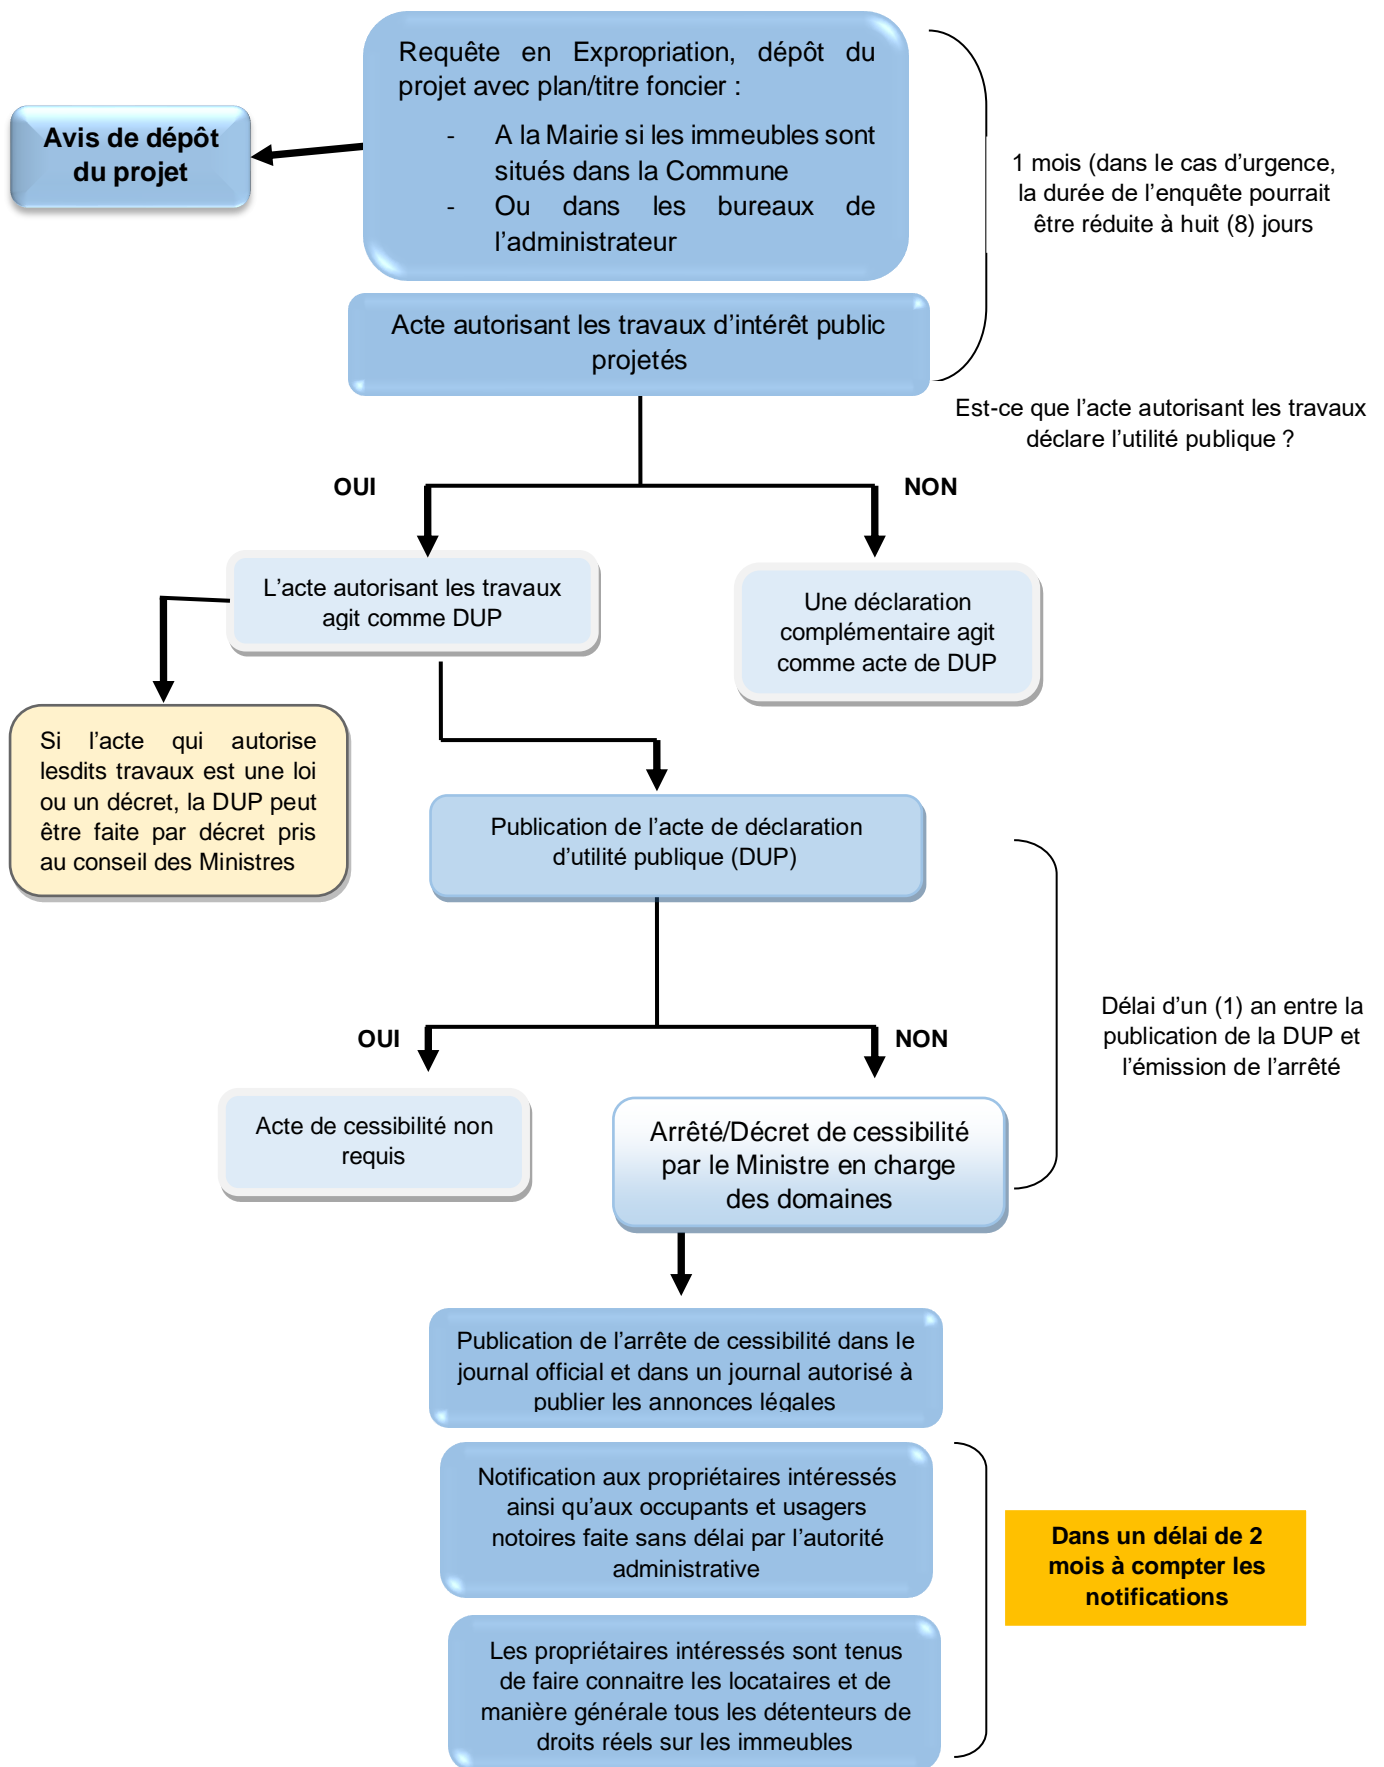 Requête en Expropriation, dépôt du
projet avec plan/titre foncier :
- A la Mairie si les immeubles sont
situés dans la Commune
- Ou dans les bureaux de
l’administrateur
Avis de dépôt
du projet
1 mois (dans le cas d’urgence,
la durée de l’enquête pourrait
être réduite à huit (8) jours
Acte autorisant les travaux d’intérêt public
projetés
Est-ce que l’acte autorisant les travaux
déclare l’utilité publique ?
OUI
NON
L’acte autorisant les travaux
agit comme DUP
Une déclaration
complémentaire agit
comme acte de DUP
Si l’acte qui autorise
lesdits travaux est une loi
ou un décret, la DUP peut
être faite par décret pris
au conseil des Ministres
Publication de l’acte de déclaration
d’utilité publique (DUP)
Délai d’un (1) an entre la
publication de la DUP et
l’émission de l’arrêté
OUI
NON
Acte de cessibilité non
requis
Arrêté/Décret de cessibilité
par le Ministre en charge
des domaines
Publication de l’arrête de cessibilité dans le
journal official et dans un journal autorisé à
publier les annonces légales
Notification aux propriétaires intéressés
ainsi qu’aux occupants et usagers
notoires faite sans délai par l’autorité
administrative
Dans un délai de 2
mois à compter les
notifications
Les propriétaires intéressés sont tenus
de faire connaitre les locataires et de
manière générale tous les détenteurs de
droits réels sur les immeubles